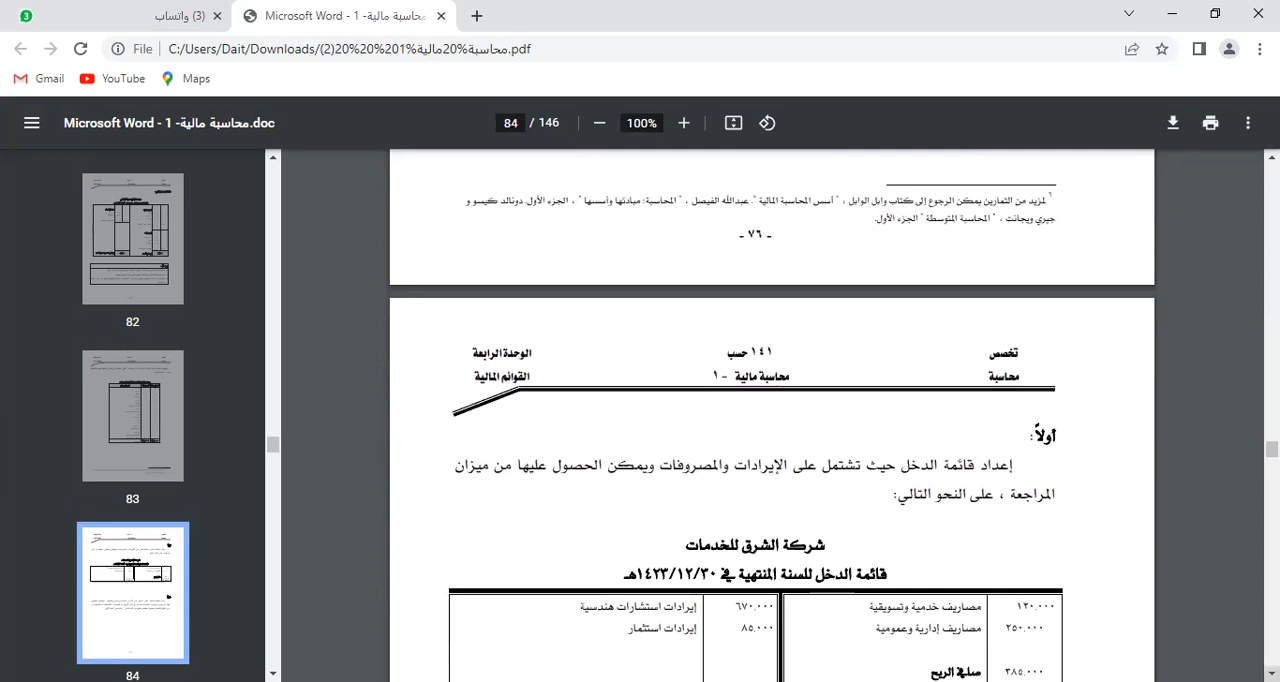 3
(3) واتساب
Microsoft Word - 1 -محاسبة مالية
File
C:/Users/Dait/Downloads/(2)20%20%201%محاسبة%20مالية.pdf
Gmail
YouTube
Maps
Microsoft Word - 1 -محاسبة مالية.doc
84 / 146
100%
82
83
84
٦ لمزيد من التمارين يمكن الرجوع إلى كتاب وابل الوابل ، " أسس المحاسبة المالية ". عبدالله الفيصل ، " المحاسبة: مبادئها وأسسها " ، الجزء الأول. دونالد كيسو و
جيري ويجانت ، " المحاسبة المتوسطة " الجزء الأول.
- ٧٦ -
تخصص ١٤١ حسب الوحدة الرابعة
محاسبة محاسبة مالية - ١ القوائم المالية
أولاً:
إعداد قائمة الدخل حيث تشتمل على الإيرادات والمصروفات ويمكن الحصول عليها من ميزان
المراجعة ، على النحو التالي:
شركة الشرق للخدمات
قائمة الدخل للسنة المنتهية في ١٤٢٣/١٢/٣٠هـ
١٢٠,٠٠٠ مصاريف خدمية وتسويقية ٦٧٠,٠٠٠ إيرادات استشارات هندسية
٢٥٠,٠٠٠ مصاريف إدارية وعمومية ٨٥,٠٠٠ إيرادات استثمار
٣٨٥,٠٠٠ صافي الربح